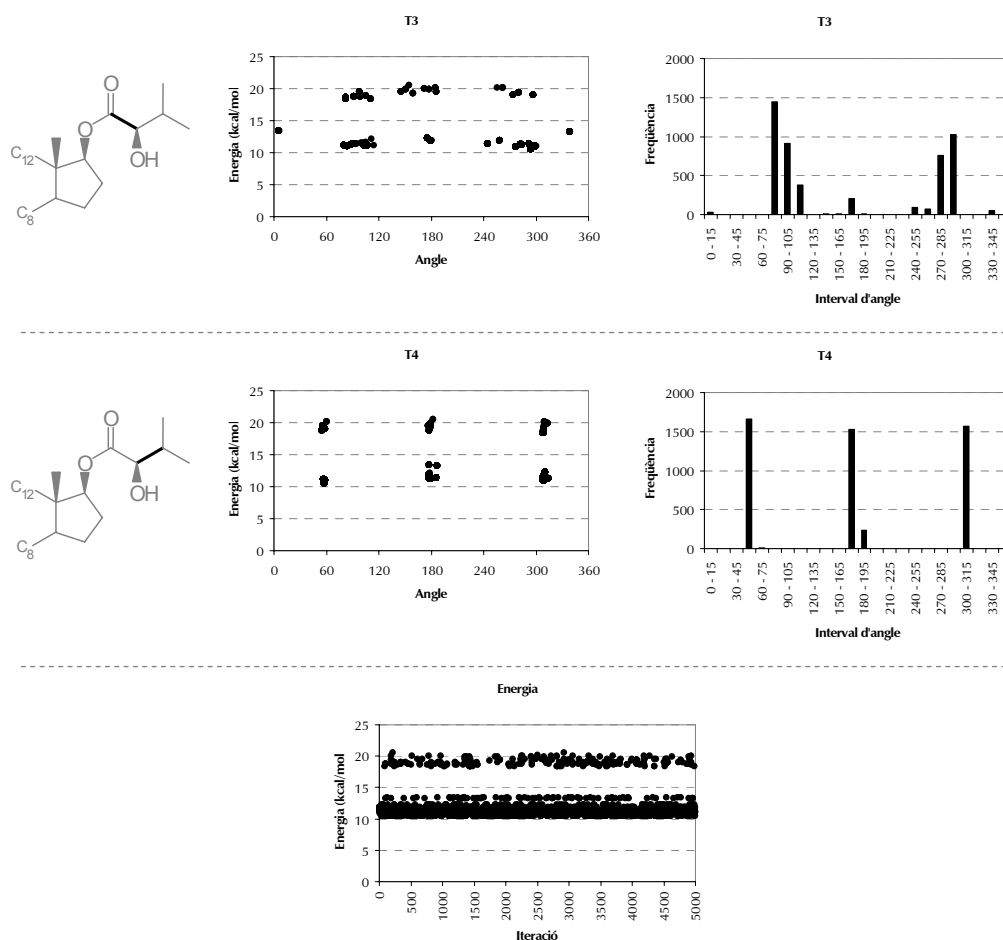 T3
T3
O
O
OH
C12
C8
Energia (kcal/mol)
25
20
15
10
5
0
0 60 120 180 240 300 360
Angle
Freqüència
2000
1500
1000
500
0
0 - 15
30 - 45
60 - 75
90 - 105
120 - 135
150 - 165
180 - 195
210 - 225
240 - 255
270 - 285
300 - 315
330 - 345
Interval d'angle
T4
T4
O
O
OH
C12
C8
Energia (kcal/mol
25
20
15
10
5
0
0 60 120 180 240 300 360
Angle
Freqüència
2000
1500
1000
500
0
0 - 15
30 - 45
60 - 75
90 - 105
120 - 135
150 - 165
180 - 195
210 - 225
240 - 255
270 - 285
300 - 315
330 - 345
Interval d'angle
Energia
Energia (kcal/mol
25
20
15
10
5
0
0
500
1000
1500
2000
2500
3000
3500
4000
4500
5000
Iteració